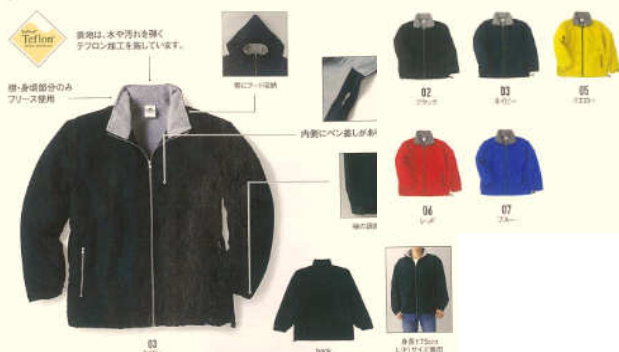 Teflon
表地は、水や汚れを弾く
テフロン加工を施しています。
衿・身頃部分のみ
フリース使用
衿にフード収納
内側にペン差しがあ
02
ブラック
03
ネイビー
05
イエロー
06
レッド
07
ブルー
03
back
身長175cm
L(F)サイズ着用